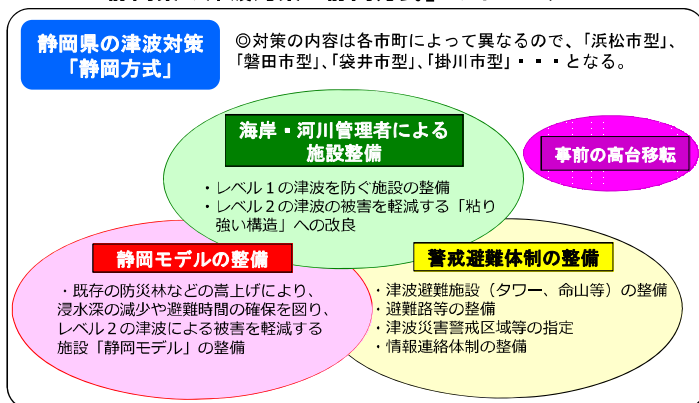 静岡県の津波対策
「静岡方式」
◎対策の内容は各市町によって異なるので、「浜松市型」、
「磐田市型」、「袋井市型」、「掛川市型」・・・となる。
海岸・河川管理者による
施設整備
・レベル１の津波を防ぐ施設の整備
・レベル２の津波の被害を軽減する「粘り
強い構造」への改良
事前の高台移転
静岡モデルの整備
・既存の防災林などの嵩上げにより、
浸水深の減少や避難時間の確保を図り、
レベル２の津波による被害を軽減する
施設「静岡モデル」の整備
警戒避難体制の整備
・津波避難施設（タワー、命山等）の整備
・避難路等の整備
・津波災害警戒区域等の指定
・情報連絡体制の整備